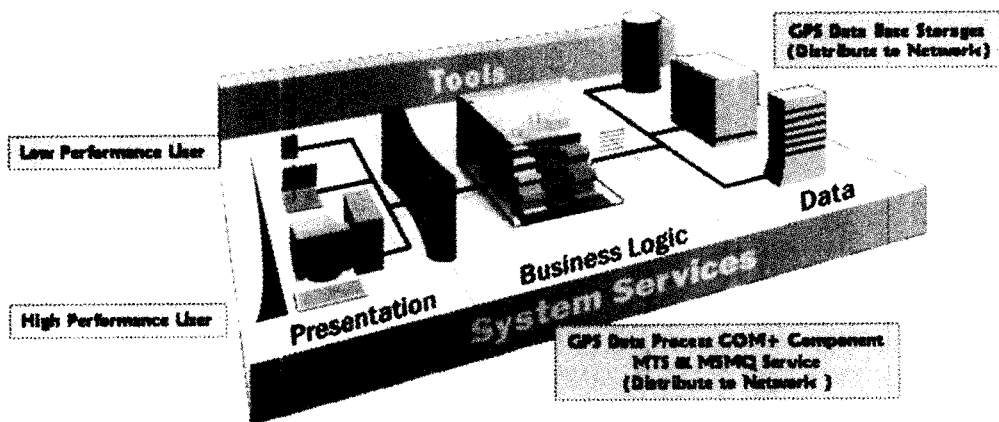 Tools
GPS Data Base Storages
(Distribute to Network)
Low Performance User
High Performance User
Presentation
Business Logic
Data
System Services
GPS Data Process COM+ Component
MTS & MSMQ Service
(Distribute to Network )